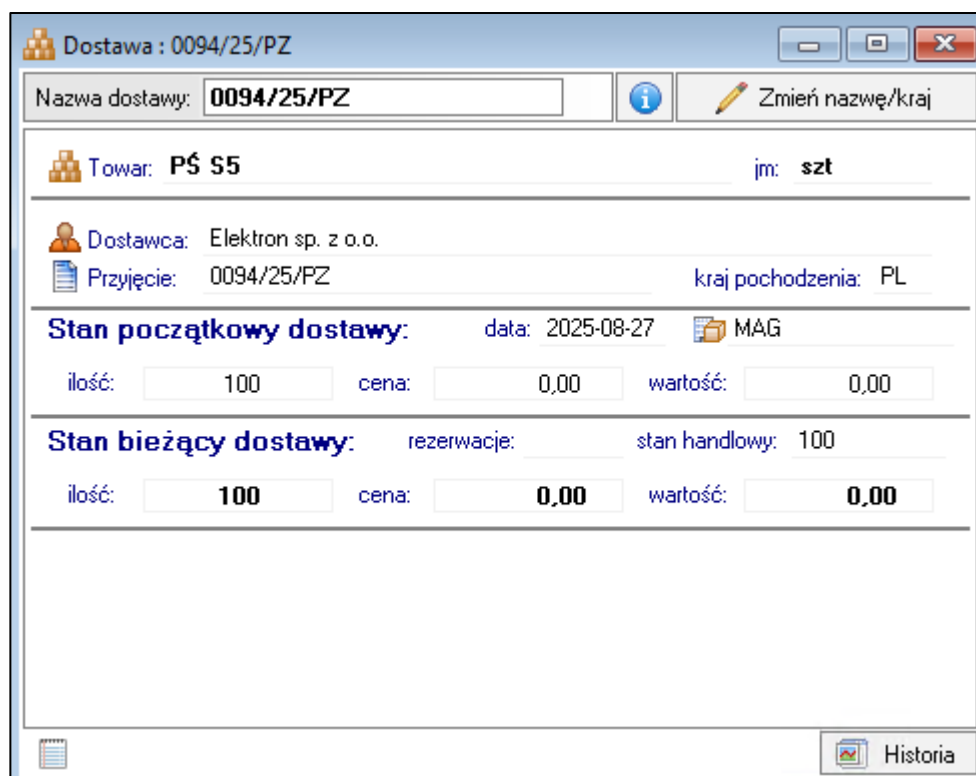 Dostawa : 0094/25/PZ
Nazwa dostawy: 0094/25/PZ Zmień nazwę/kraj
Towar: PŚ S5 jm: szt
Dostawca: Elektron sp. z o.o.
Przyjęcie: 0094/25/PZ kraj pochodzenia: PL
Stan początkowy dostawy: data: 2025-08-27 MAG
ilość: 100 cena: 0,00 wartość: 0,00
Stan bieżący dostawy: rezerwacje: stan handlowy: 100
ilość: 100 cena: 0,00 wartość: 0,00
Historia